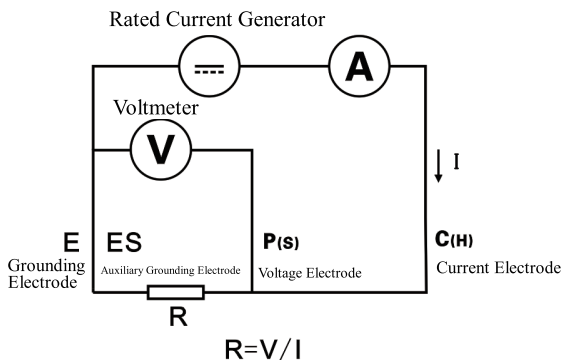 Rated Current Generator
A
Voltmeter
V
I
E ES P(S) C(H)
Grounding Electrode
Auxiliary Grounding Electrode
Voltage Electrode
Current Electrode
R
R=V/I